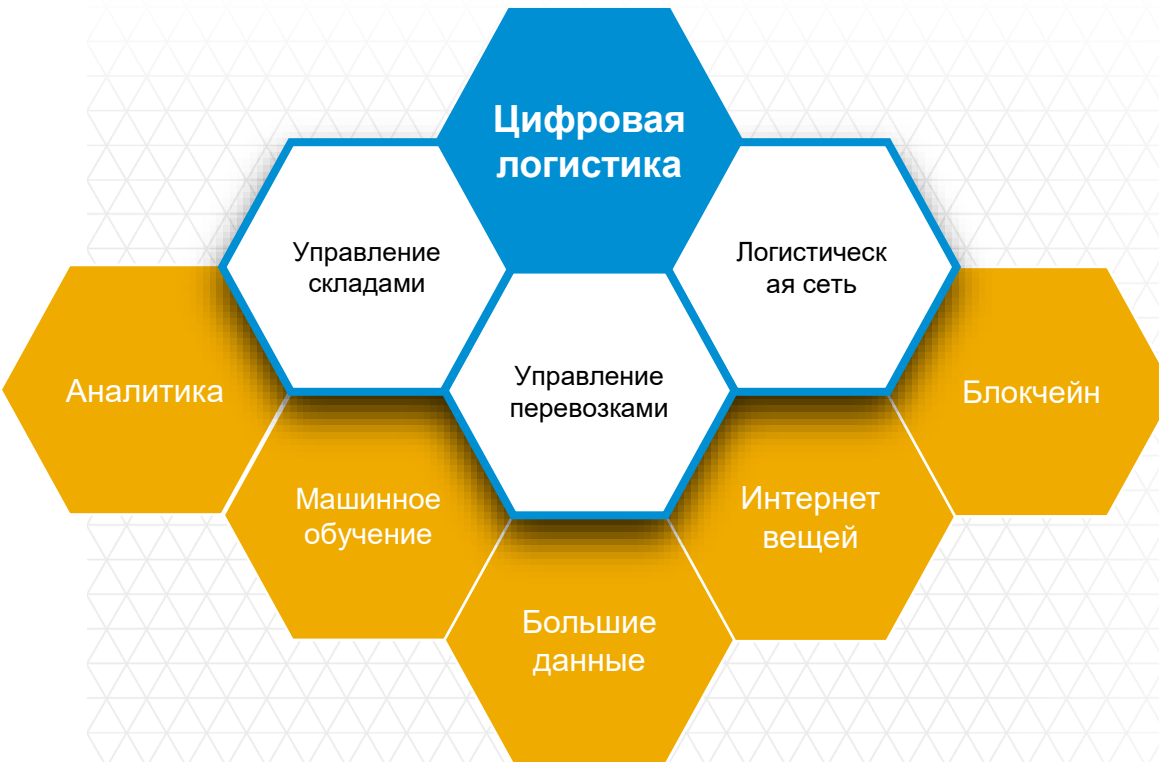 Цифровая
логистика
Управление
складами
Логистическ
ая сеть
Управление
перевозками
Аналитика
Блокчейн
Машинное
обучение
Интернет
вещей
Большие
данные